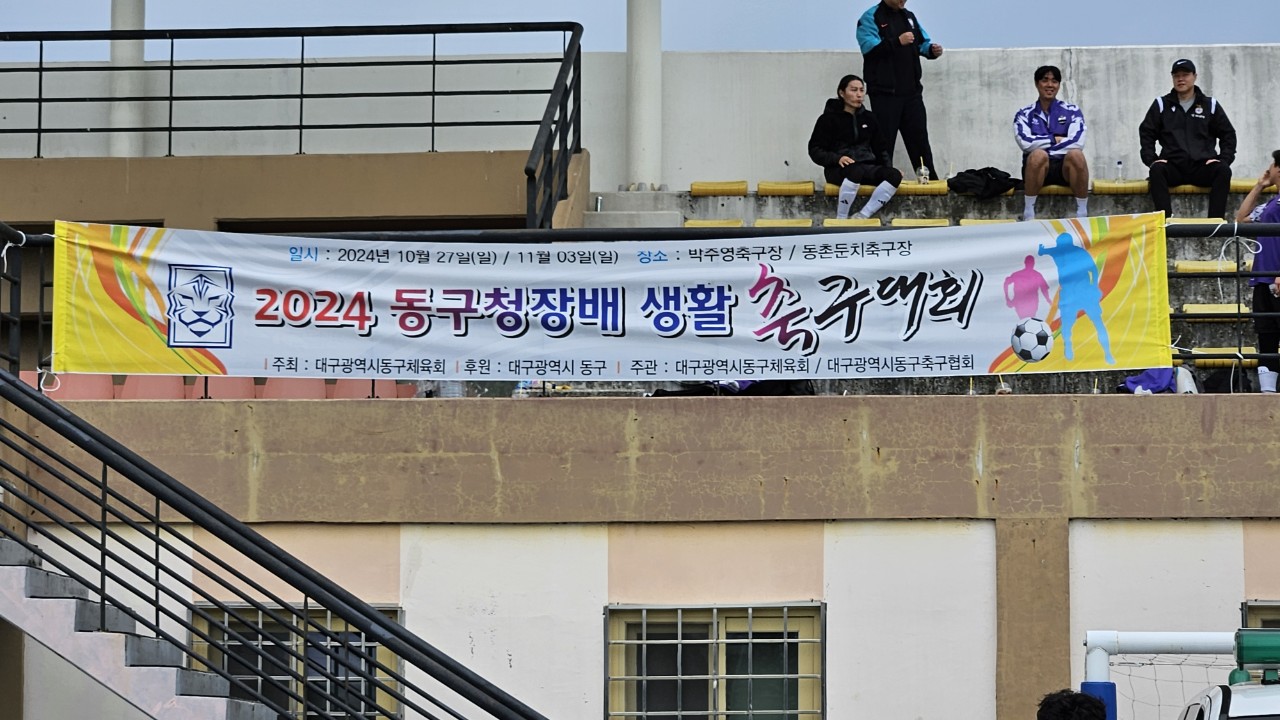 일시 : 2024년 10월 27일(일) / 11월 03일(일) 장소 : 박주영축구장 / 동촌둔치축구장
2024 동구청장배 생활 축구대회
주최 : 대구광역시동구체육회 후원 : 대구광역시 동구 주관 : 대구광역시동구체육회 / 대구광역시동구축구협회